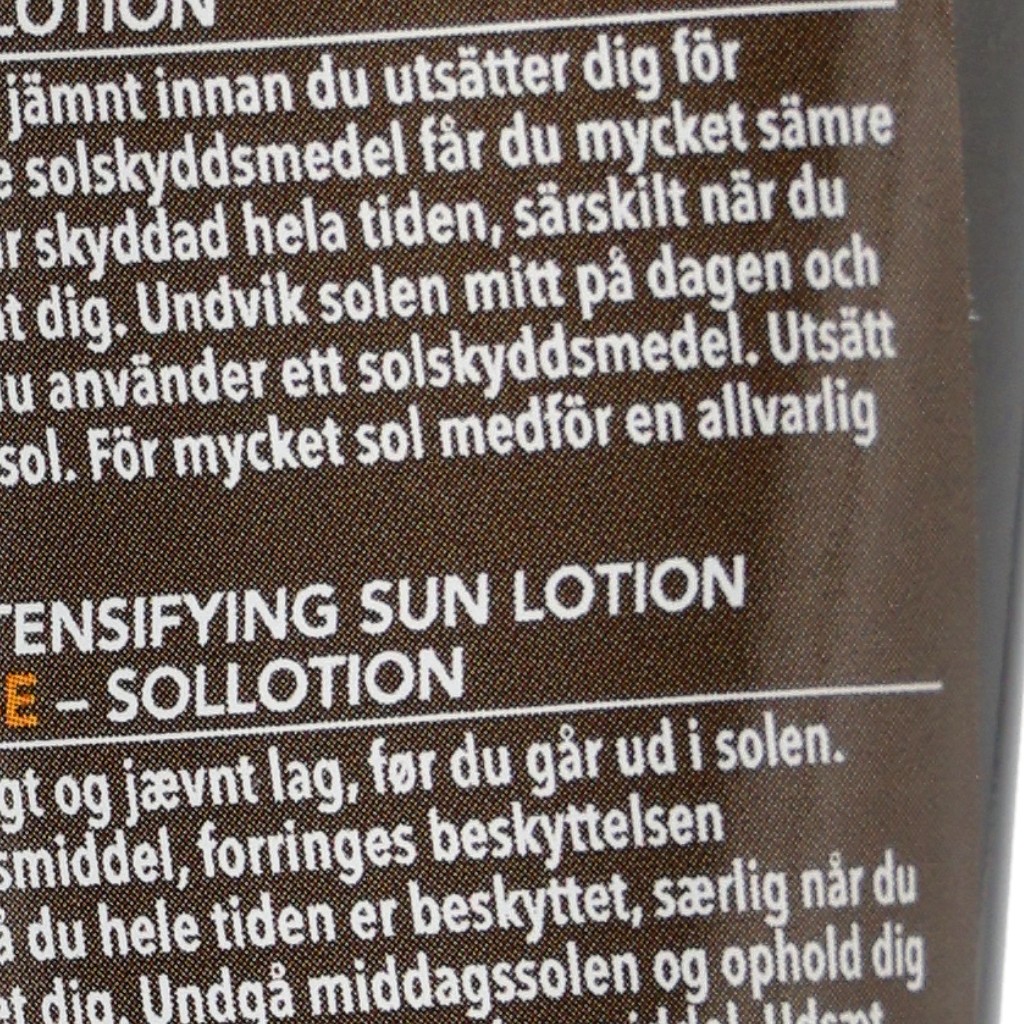 LOTION
jämnt innan du utsätter dig för
solskyddsmedel får du mycket sämre
skyddad hela tiden, särskilt när du
dig. Undvik solen mitt på dagen och
använder ett solskyddsmedel. Utsätt
sol. För mycket sol medför en allvarlig
TENSIFYING SUN LOTION
E – SOLLOTION
gt og jævnt lag, før du går ud i solen.
smiddel, forringes beskyttelsen
du hele tiden er beskyttet, særlig når du
et dig. Undgå middagssolen og ophold dig